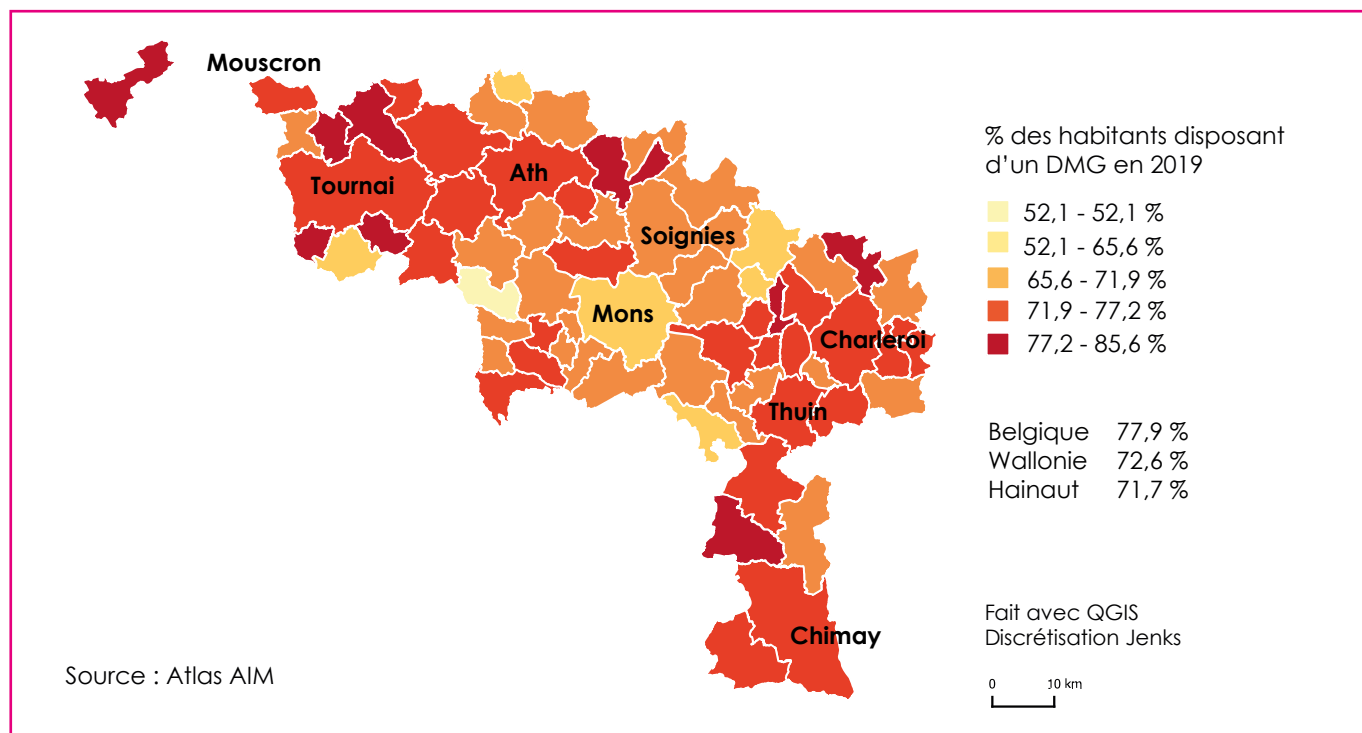 Mouscron
Tournai
Ath
Soignies
Mons
Charleroi
Thuin
Chimay
% des habitants disposant
d’un DMG en 2019
52,1 - 52,1 %
52,1 - 65,6 %
65,6 - 71,9 %
71,9 - 77,2 %
77,2 - 85,6 %
Belgique 77,9 %
Wallonie 72,6 %
Hainaut 71,7 %
Fait avec QGIS
Discrétisation Jenks
0 10 km
Source : Atlas AIM